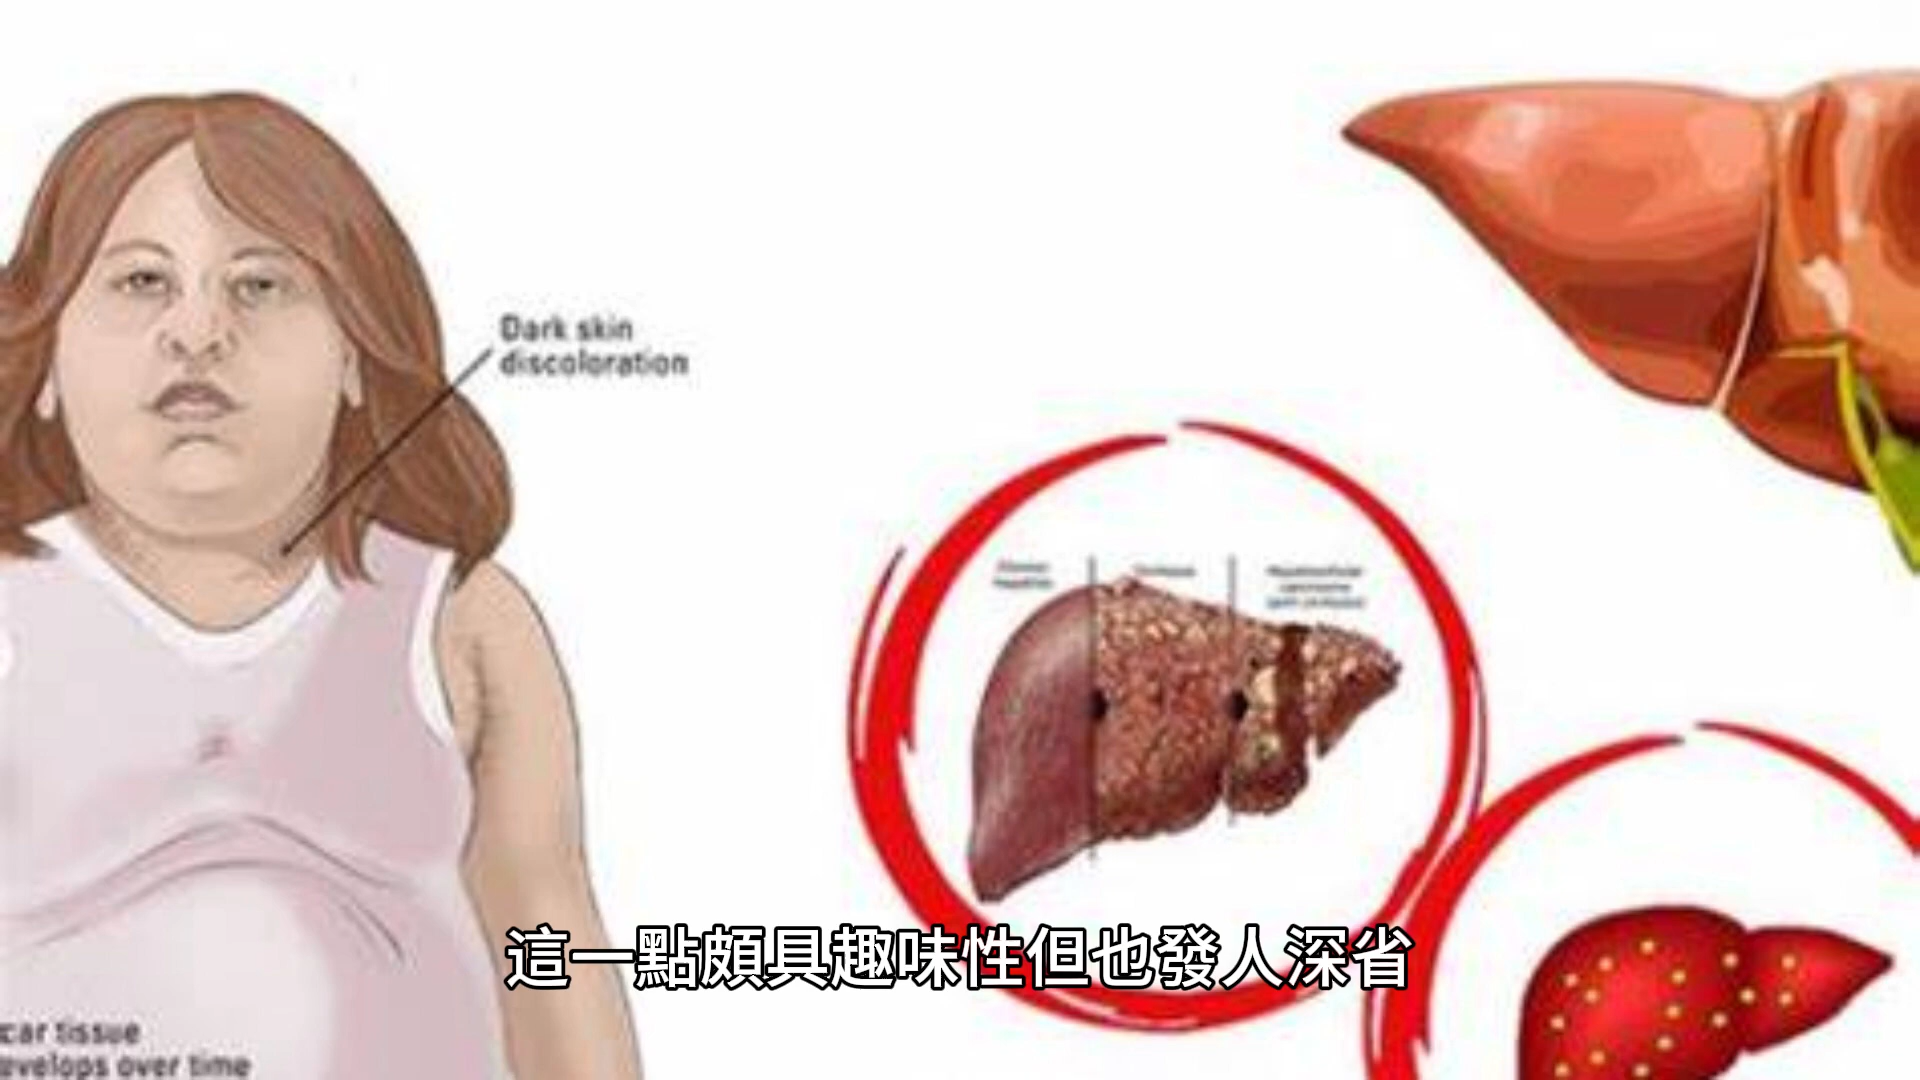 Dark skin
discoloration
這一點頗具趣味性但也發人深省
car tissue
evelops over time